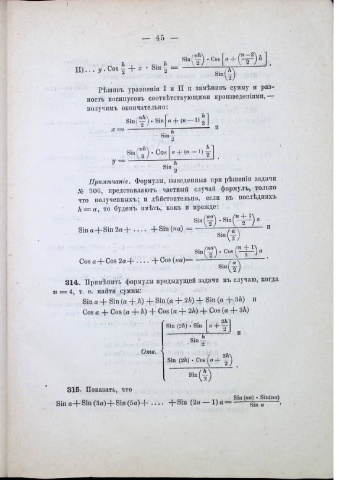 — 45 —
II)... y . Cos h/2 + x · Sin h/2 = Sin(nh/2) · Cos [a + (n—2)/2 h] / Sin(h/2) .
Рѣшивъ уравненія I и II и замѣнивъ сумму и раз-
ность косинусовъ соотвѣтствующими произведеніями,—
получимъ окончательно:
x = Sin(nh/2) · Sin [a + (n — 1) h/2] / Sin h/2 и
y = Sin(nh/2) · Cos [a + (n — 1) h/2] / Sin h/2 .
Примѣчаніе. Формулы, выведенныя при рѣшеніи задачи
№ 306, представляютъ частный случай формулъ, только
что полученныхъ; и дѣйствительно, если въ послѣднихъ
h = a, то будемъ имѣть, какъ и прежде:
Sin a + Sin 2a + .... + Sin (na) = Sin(na/2) · Sin(n + 1/2) a / Sin(a/2) и
Cos a + Cos 2a + .... + Cos (na) = Sin(na/2) · Cos(n + 1/2) a / Sin(a/2) .
314. Примѣнить формулы предыдущей задачи къ случаю, когда
n = 4, т. е. найти суммы:
Sin a + Sin (a + h) + Sin (a + 2h) + Sin (a + 3h) и
Cos a + Cos (a + h) + Cos (a + 2h) + Cos (a + 3h)
Отв. { Sin (2h) · Sin [a + 3h/2] / Sin h/2 и
Sin (2h) · Cos (a + 3h/2) / Sin (h/2) .
315. Показать, что
Sin a + Sin (3a) + Sin (5a) + .... + Sin (2n — 1) a = Sin (na) · Sin(na) / Sin a .